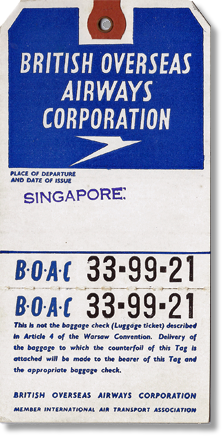 BRITISH OVERSEAS
AIRWAYS
CORPORATION
PLACE OF DEPARTURE
AND DATE OF ISSUE
SINGAPORE.
B·O·A·C 33-99-21
B·O·A·C 33-99-21
This is not the baggage check (Luggage ticket) described
in Article 4 of the Warsaw Convention. Delivery of
the baggage to which the counterfoil of this Tag is
attached will be made to the bearer of this Tag and
the appropriate baggage check.
BRITISH OVERSEAS AIRWAYS CORPORATION
MEMBER INTERNATIONAL AIR TRANSPORT ASSOCIATION